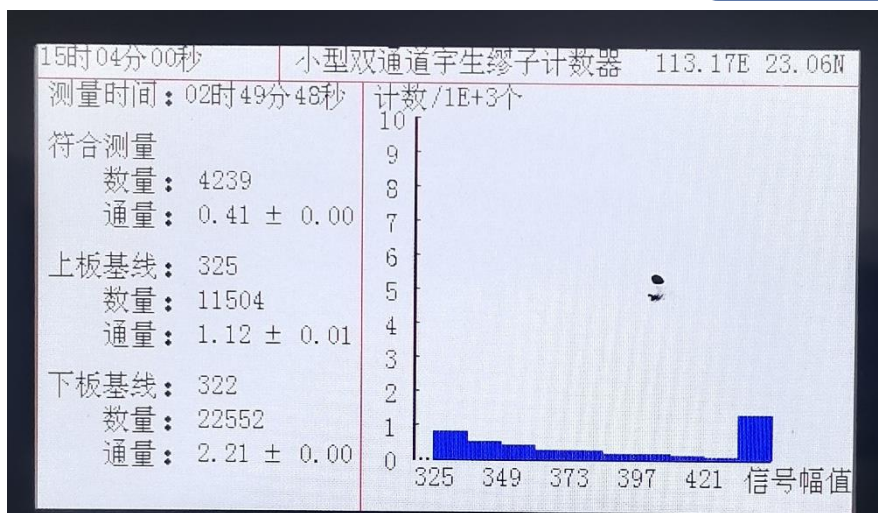 15时04分00秒 小型双通道宇生缪子计数器 113.17E 23.06N
测量时间：02时49分48秒
符合测量
数量：4239
通量：0.41 ± 0.00
上板基线：325
数量：11504
通量：1.12 ± 0.01
下板基线：322
数量：22552
通量：2.21 ± 0.00
计数/1E+3个
10
9
8
7
6
5
4
3
2
1
0
325 349 373 397 421 信号幅值